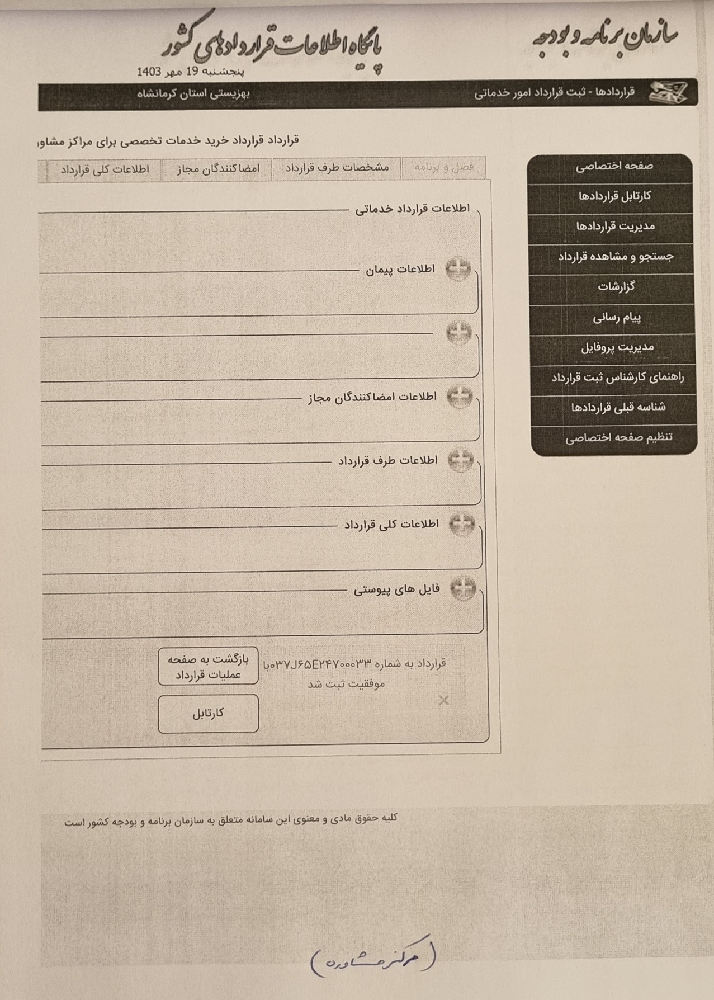 سازمان برنامه و بودجه
پایگاه اطلاعات قراردادهای کشور
پنجشنبه 19 مهر 1403
قراردادها - ثبت قرارداد امور خدماتی
بهزیستی استان کرمانشاه
قرارداد قرارداد خرید خدمات تخصصی برای مراکز مشاور
صفحه اختصاصی
کارتابل قراردادها
مدیریت قراردادها
جستجو و مشاهده قرارداد
گزارشات
پیام رسانی
مدیریت پروفایل
راهنمای کارشناس ثبت قرارداد
شناسه قبلی قراردادها
تنظیم صفحه اختصاصی
فصل و برنامه
مشخصات طرف قرارداد
امضاکنندگان مجاز
اطلاعات کلی قرارداد
اطلاعات قرارداد خدماتی
اطلاعات پیمان
اطلاعات امضاکنندگان مجاز
اطلاعات طرف قرارداد
اطلاعات کلی قرارداد
فایل های پیوستی
قرارداد به شماره ۰۳۷J۶۵E۲۴۷۰۰۰۳۳با
موفقیت ثبت شد
بازگشت به صفحه
عملیات قرارداد
کارتابل
کلیه حقوق مادی و معنوی این سامانه متعلق به سازمان برنامه و بودجه کشور است
(مرکز مشاوره)